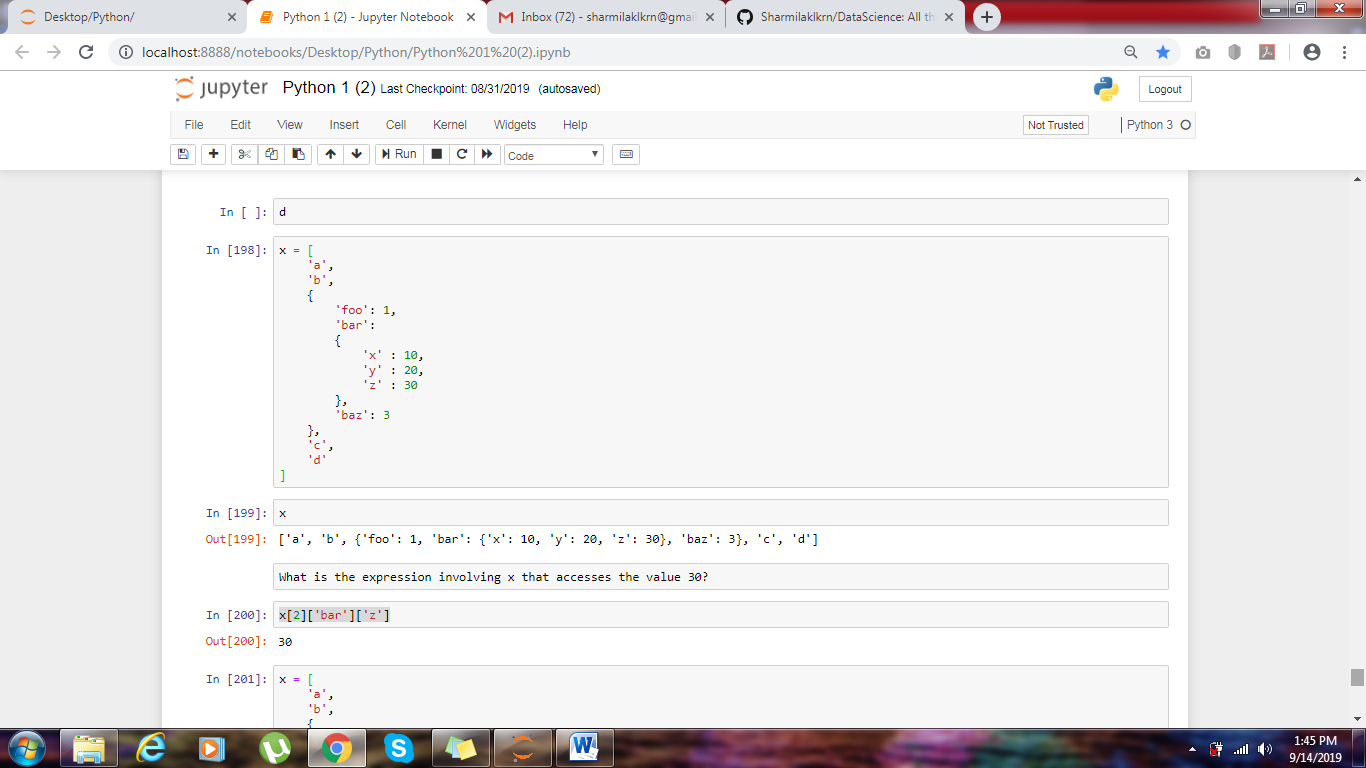 Desktop/Python/
Python 1 (2) - Jupyter Notebook
Inbox (72) - sharmilaklkrn@gmai
Sharmilaklkrn/DataScience: All th
localhost:8888/notebooks/Desktop/Python/Python%201%20(2).ipynb
jupyter Python 1 (2) Last Checkpoint: 08/31/2019 (autosaved)
Logout
File Edit View Insert Cell Kernel Widgets Help
Not Trusted Python 3
Run Code
In [ ]: d
In [198]: x = [
'a',
'b',
{
'foo': 1,
'bar':
{
'x' : 10,
'y' : 20,
'z' : 30
},
'baz': 3
},
'c',
'd'
]
In [199]: x
Out[199]: ['a', 'b', {'foo': 1, 'bar': {'x': 10, 'y': 20, 'z': 30}, 'baz': 3}, 'c', 'd']
What is the expression involving x that accesses the value 30?
In [200]: x[2]['bar']['z']
Out[200]: 30
In [201]: x = [
'a',
'b',
{
1:45 PM
9/14/2019